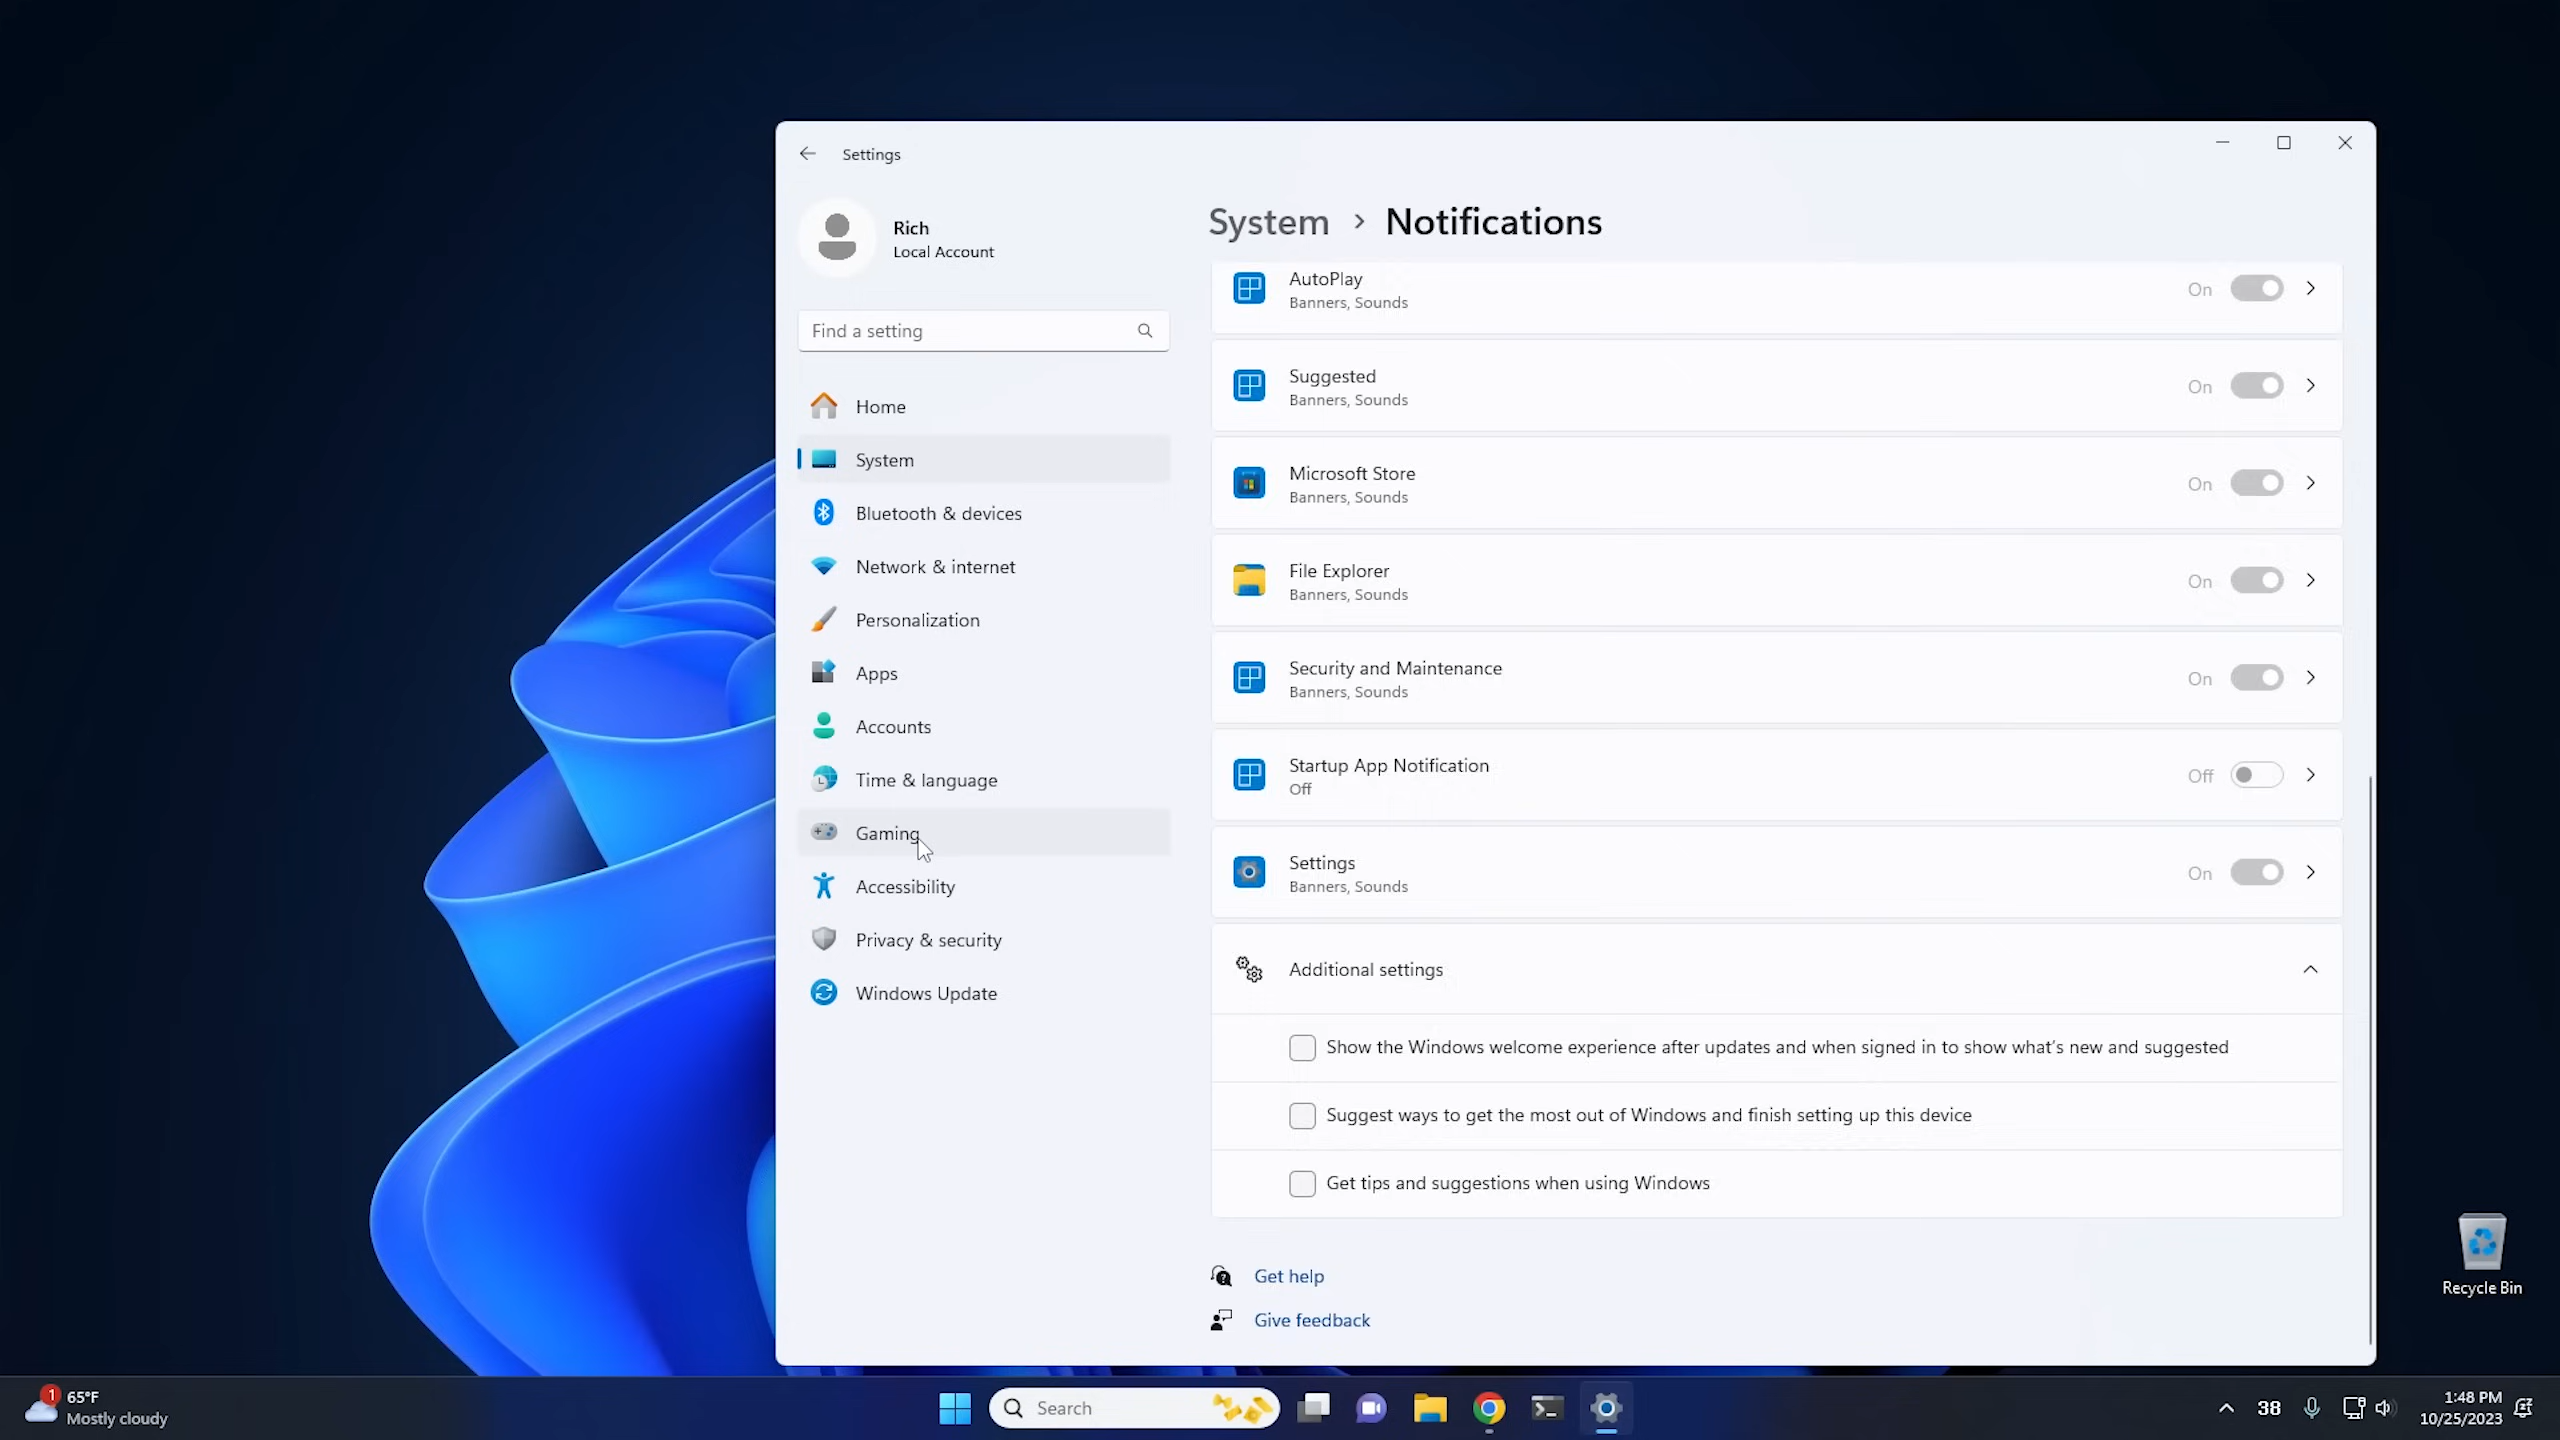 Settings
Rich
Local Account
Find a setting
Home
System
Bluetooth & devices
Network & internet
Personalization
Apps
Accounts
Time & language
Gaming
Accessibility
Privacy & security
Windows Update
System > Notifications
AutoPlay
Banners, Sounds
On
Suggested
Banners, Sounds
On
Microsoft Store
Banners, Sounds
On
File Explorer
Banners, Sounds
On
Security and Maintenance
Banners, Sounds
On
Startup App Notification
Off
Off
Settings
Banners, Sounds
On
Additional settings
Show the Windows welcome experience after updates and when signed in to show what's new and suggested
Suggest ways to get the most out of Windows and finish setting up this device
Get tips and suggestions when using Windows
Get help
Give feedback
Recycle Bin
1
65°F
Mostly cloudy
Search
38
1:48 PM
10/25/2023